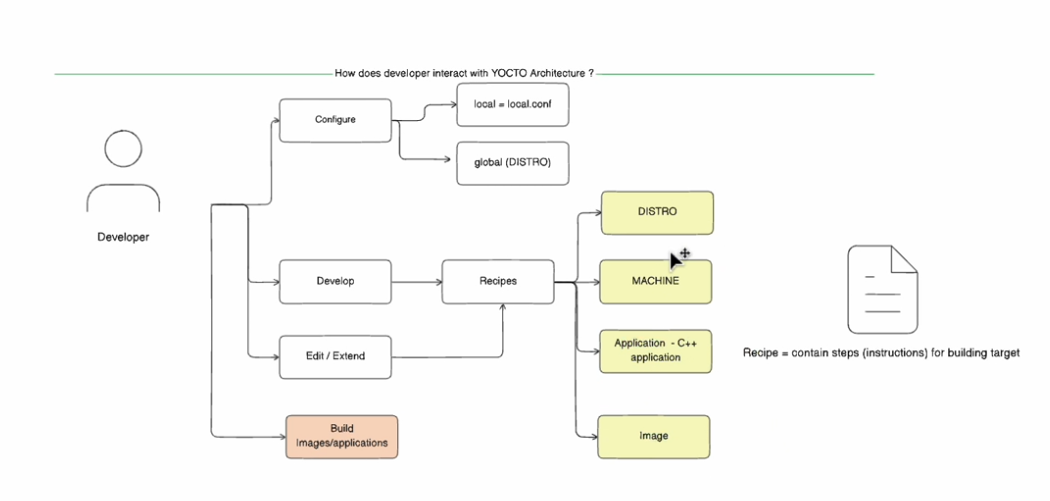 How does developer interact with YOCTO Architecture ?
Configure
local = local.conf
global (DISTRO)
Developer
Develop
Recipes
DISTRO
MACHINE
Application - C++
application
Edit / Extend
Image
Build
Images/applications
Recipe = contain steps (instructions) for building target